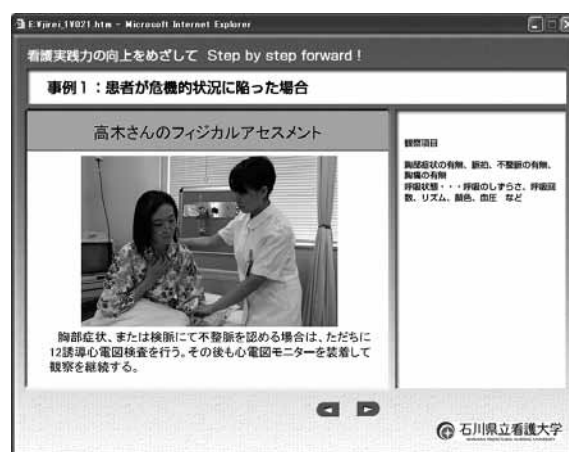 E:¥jirei_1¥021.htm - Microsoft Internet Explorer
看護実践力の向上をめざして Step by step forward！
事例1：患者が危機的状況に陥った場合
高木さんのフィジカルアセスメント
胸部症状、または検脈にて不整脈を認める場合は、ただちに
12誘導心電図検査を行う。その後も心電図モニターを装着して
観察を継続する。
観察項目
胸部症状の有無、脈拍、不整脈の有無、
胸痛の有無
呼吸状態・・・呼吸のしずらさ、呼吸回
数、リズム、顔色、血圧 など
石川県立看護大学